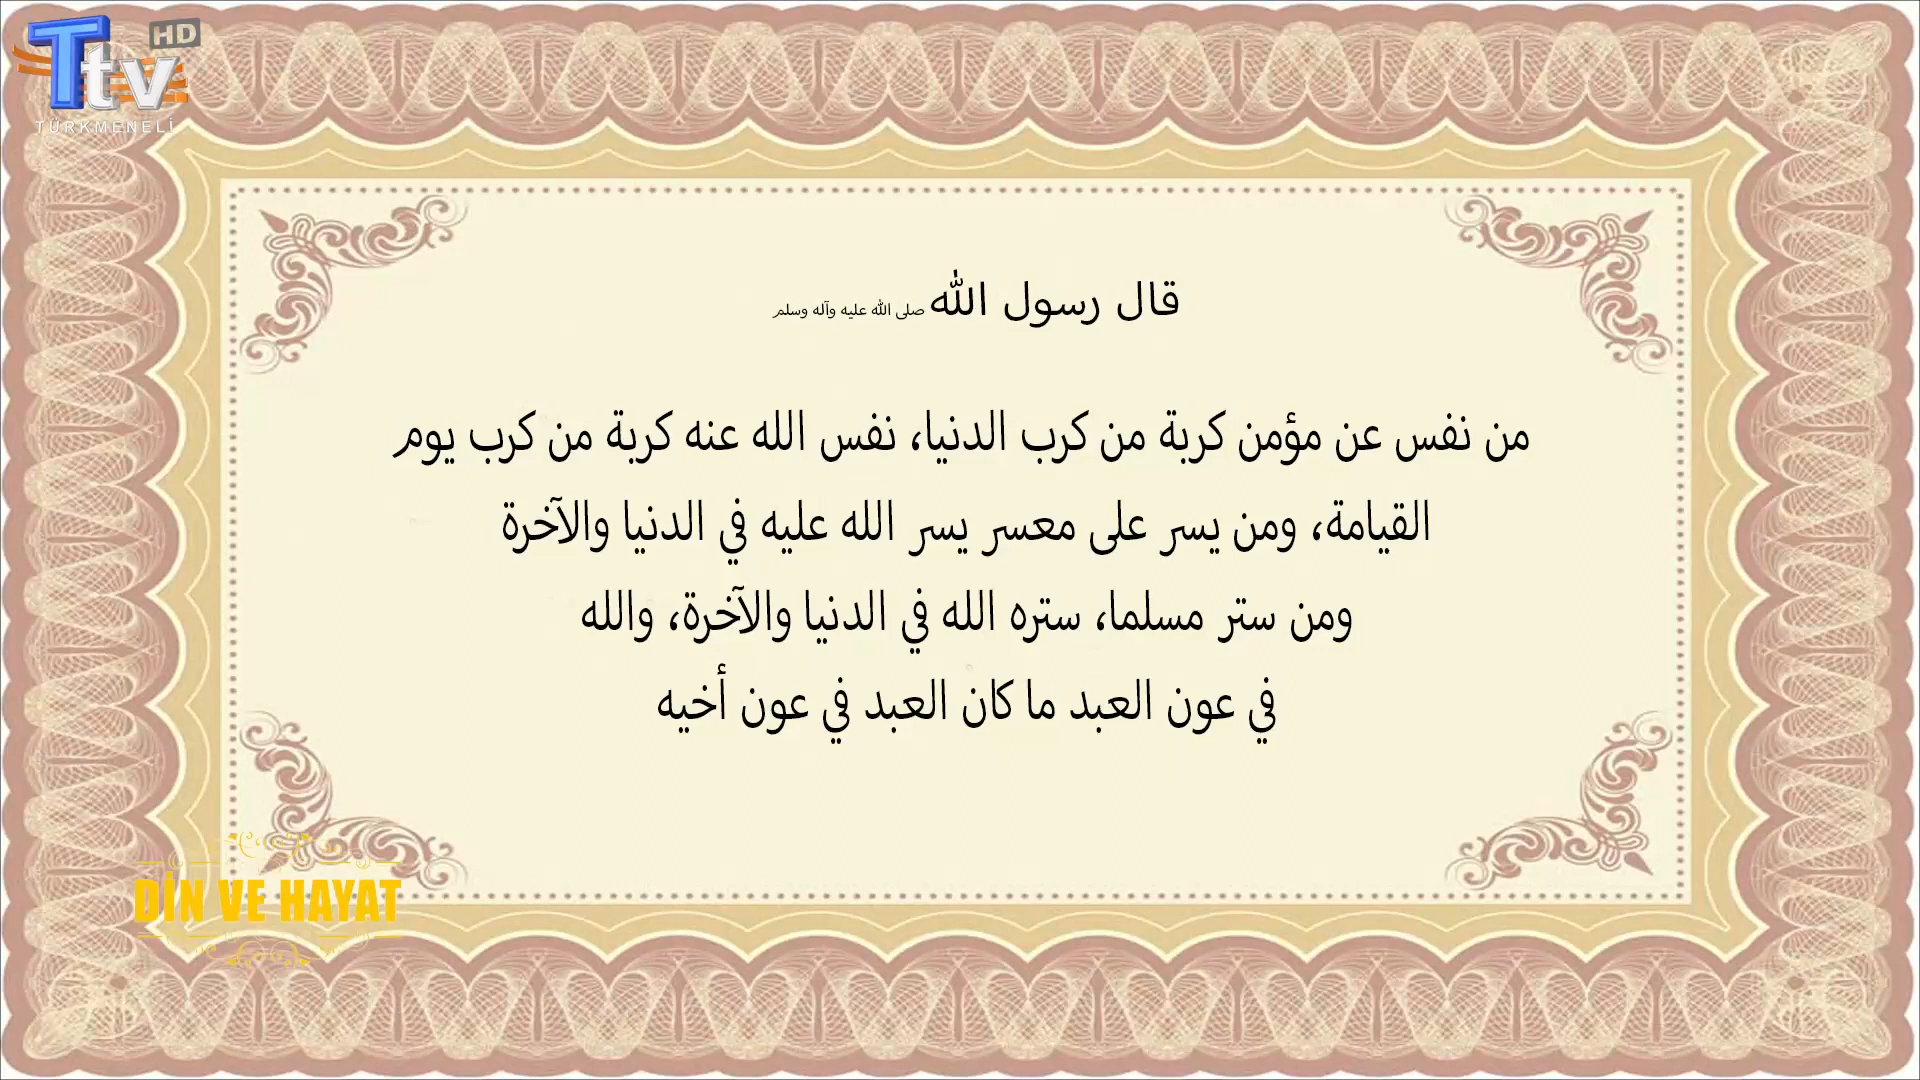 Ttv HD
TÜRKMENELİ
قال رسول الله صلى الله عليه وآله وسلم
من نفس عن مؤمن كربة من كرب الدنيا، نفس الله عنه كربة من كرب يوم
القيامة، ومن يسر على معسر يسر الله عليه في الدنيا والآخرة
ومن ستر مسلما، ستره الله في الدنيا والآخرة، والله
في عون العبد ما كان العبد في عون أخيه
DİN VE HAYAT